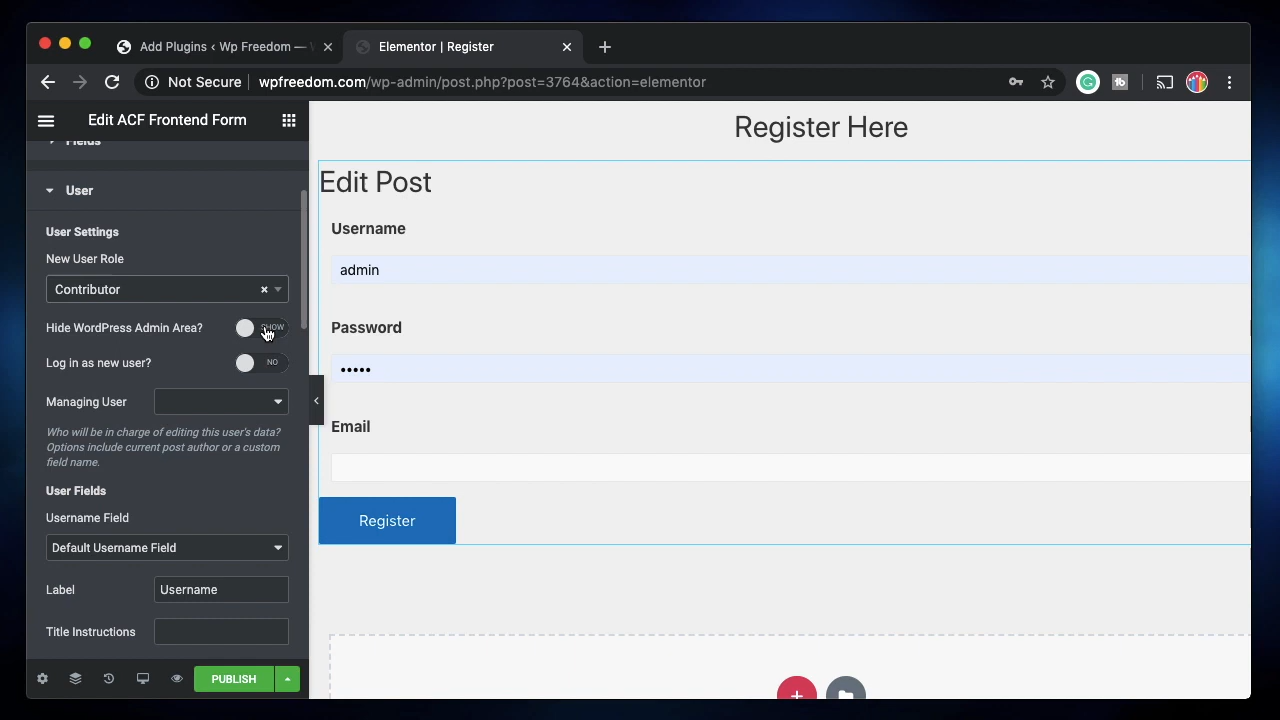 Add Plugins ‹ Wp Freedom —
Elementor | Register
Not Secure
wpfreedom.com/wp-admin/post.php?post=3764&action=elementor
Edit ACF Frontend Form
Fields
User
User Settings
New User Role
Contributor
Hide WordPress Admin Area?
SHOW
Log in as new user?
NO
Managing User
Who will be in charge of editing this user's data?
Options include current post author or a custom
field name.
User Fields
Username Field
Default Username Field
Label
Username
Title Instructions
PUBLISH
Register Here
Edit Post
Username
admin
Password
•••••
Email
Register